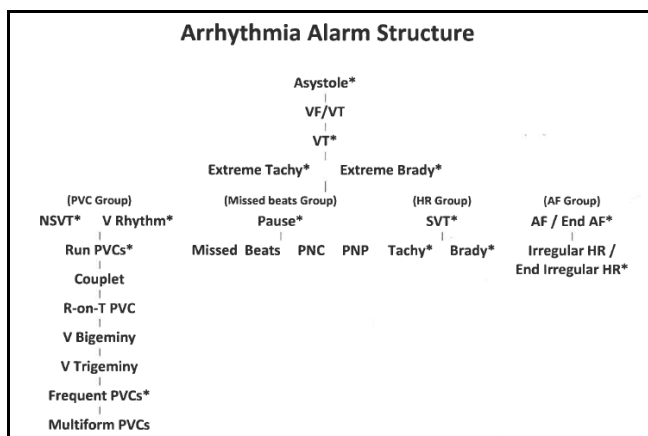 Arrhythmia Alarm Structure
Asystole*
VF/VT
VT*
Extreme Tachy* Extreme Brady*
(PVC Group) (Missed beats Group) (HR Group) (AF Group)
NSVT* V Rhythm* Pause* SVT* AF / End AF*
Run PVCs* Missed Beats PNC PNP Tachy* Brady* Irregular HR /
End Irregular HR*
Couplet
R-on-T PVC
V Bigeminy
V Trigeminy
Frequent PVCs*
Multiform PVCs